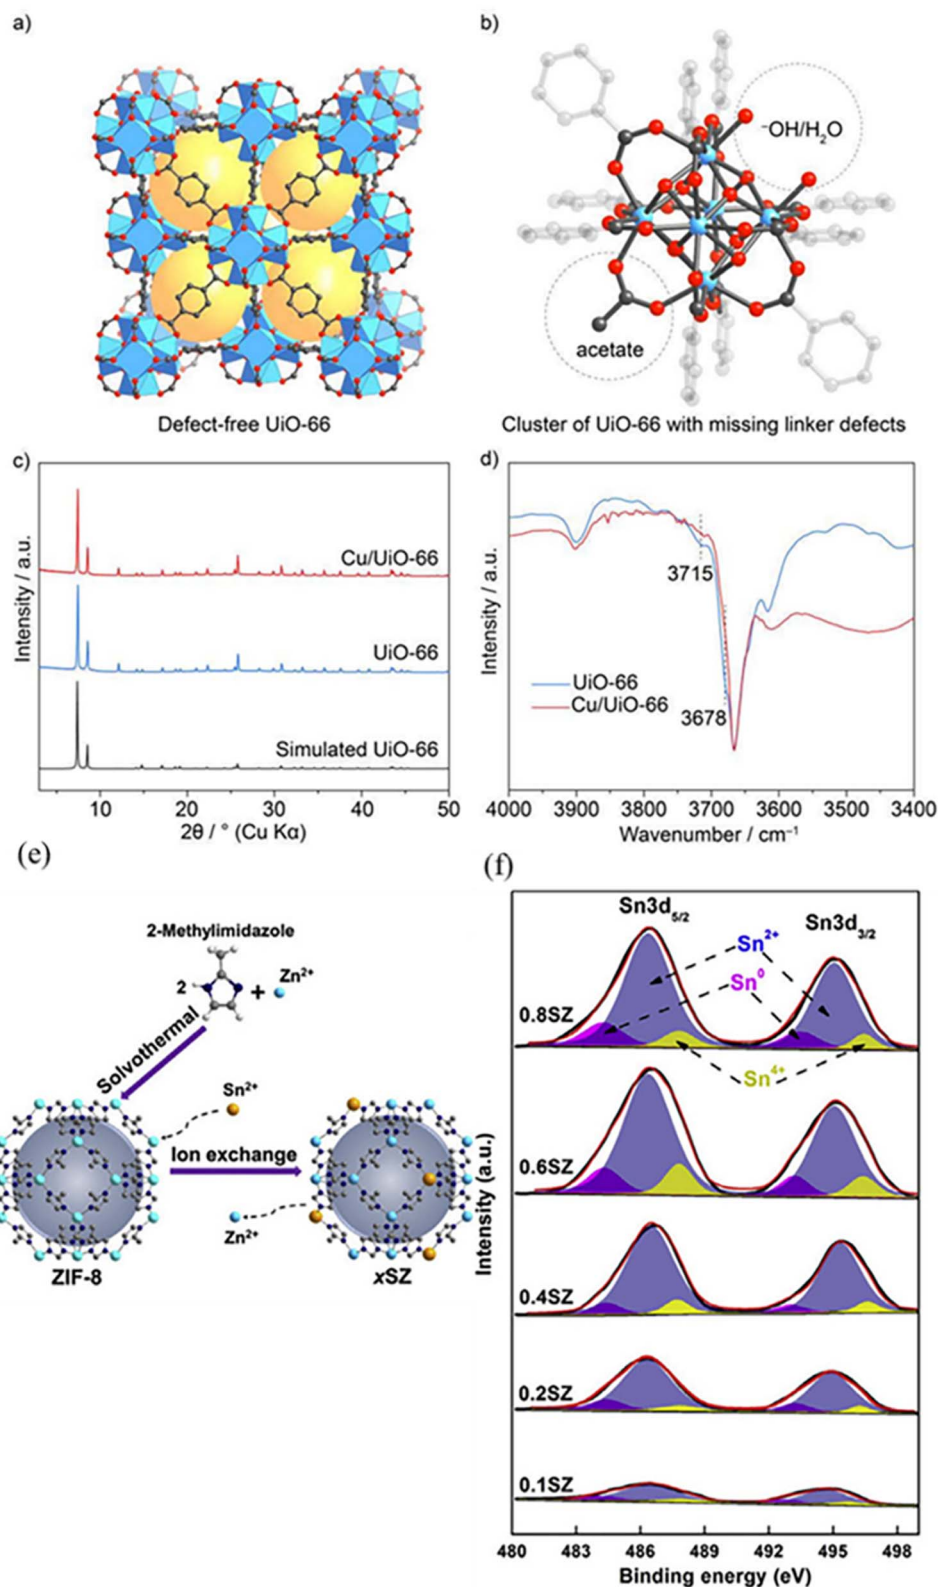 a)
b)
⁻OH/H₂O
acetate
Defect-free UiO-66
Cluster of UiO-66 with missing linker defects
c)
Cu/UiO-66
UiO-66
Simulated UiO-66
Intensity / a.u.
10 20 30 40 50
2θ / ° (Cu Kα)
d)
3715
3678
UiO-66
Cu/UiO-66
Intensity / a.u.
4000 3900 3800 3700 3600 3500 3400
Wavenumber / cm⁻¹
(e)
2-Methylimidazole
2 + Zn²⁺
Solvothermal
Sn²⁺
Ion exchange
Zn²⁺
ZIF-8
xSZ
(f)
Sn3d₅/₂
Sn3d₃/₂
Sn²⁺
Sn⁰
Sn⁴⁺
0.8SZ
0.6SZ
0.4SZ
0.2SZ
0.1SZ
Intensity (a.u.)
480 483 486 489 492 495 498
Binding energy (eV)